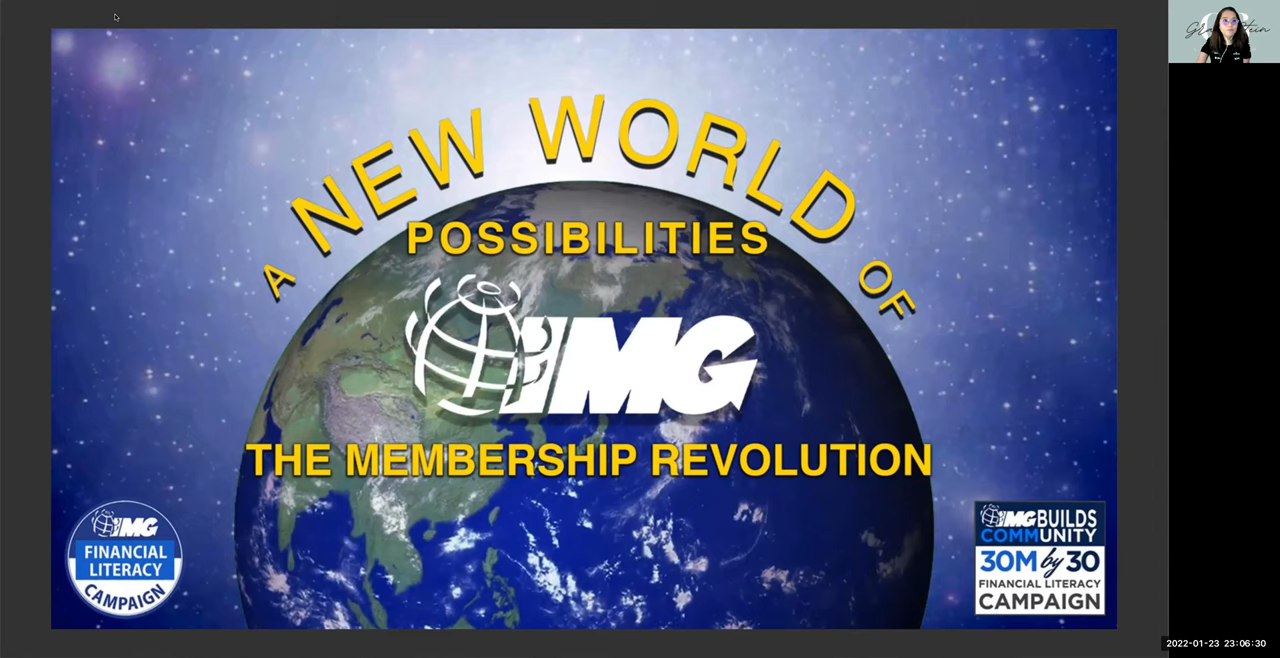 A NEW WORLD OF
POSSIBILITIES
IMG
THE MEMBERSHIP REVOLUTION
IMG
FINANCIAL
LITERACY
CAMPAIGN
IMG BUILDS
COMMUNITY
30M by 30
FINANCIAL LITERACY
CAMPAIGN
2022-01-23 23:06:30